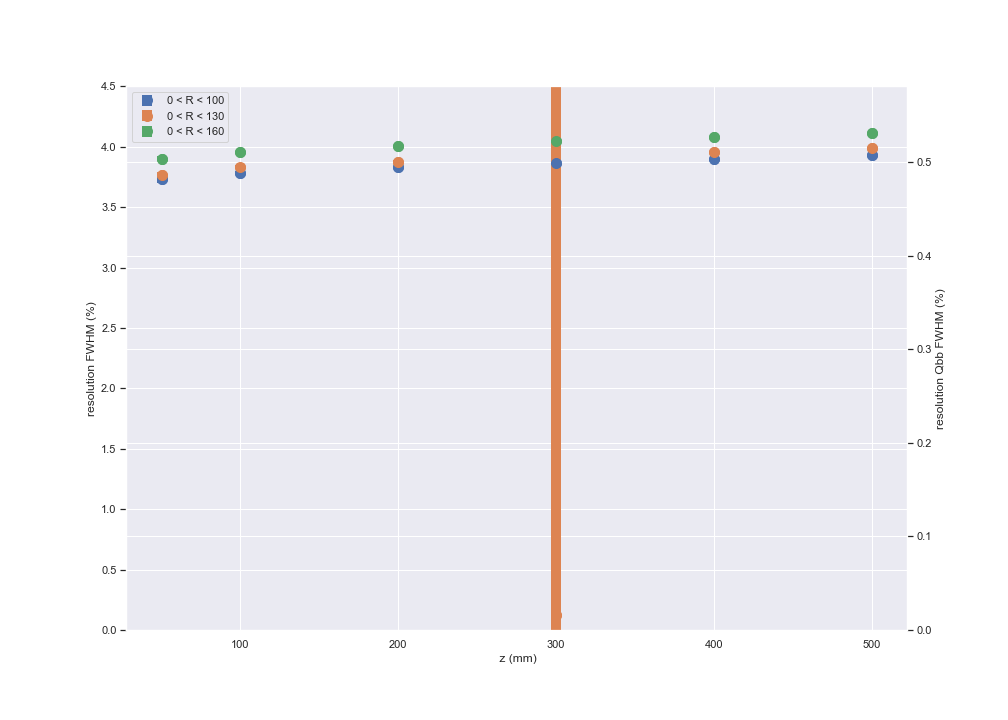 0 < R < 100
0 < R < 130
0 < R < 160
4.5
4.0
3.5
3.0
2.5
2.0
1.5
1.0
0.5
0.0
resolution FWHM (%)
0.5
0.4
0.3
0.2
0.1
0.0
resolution Qbb FWHM (%)
100 200 300 400 500
z (mm)